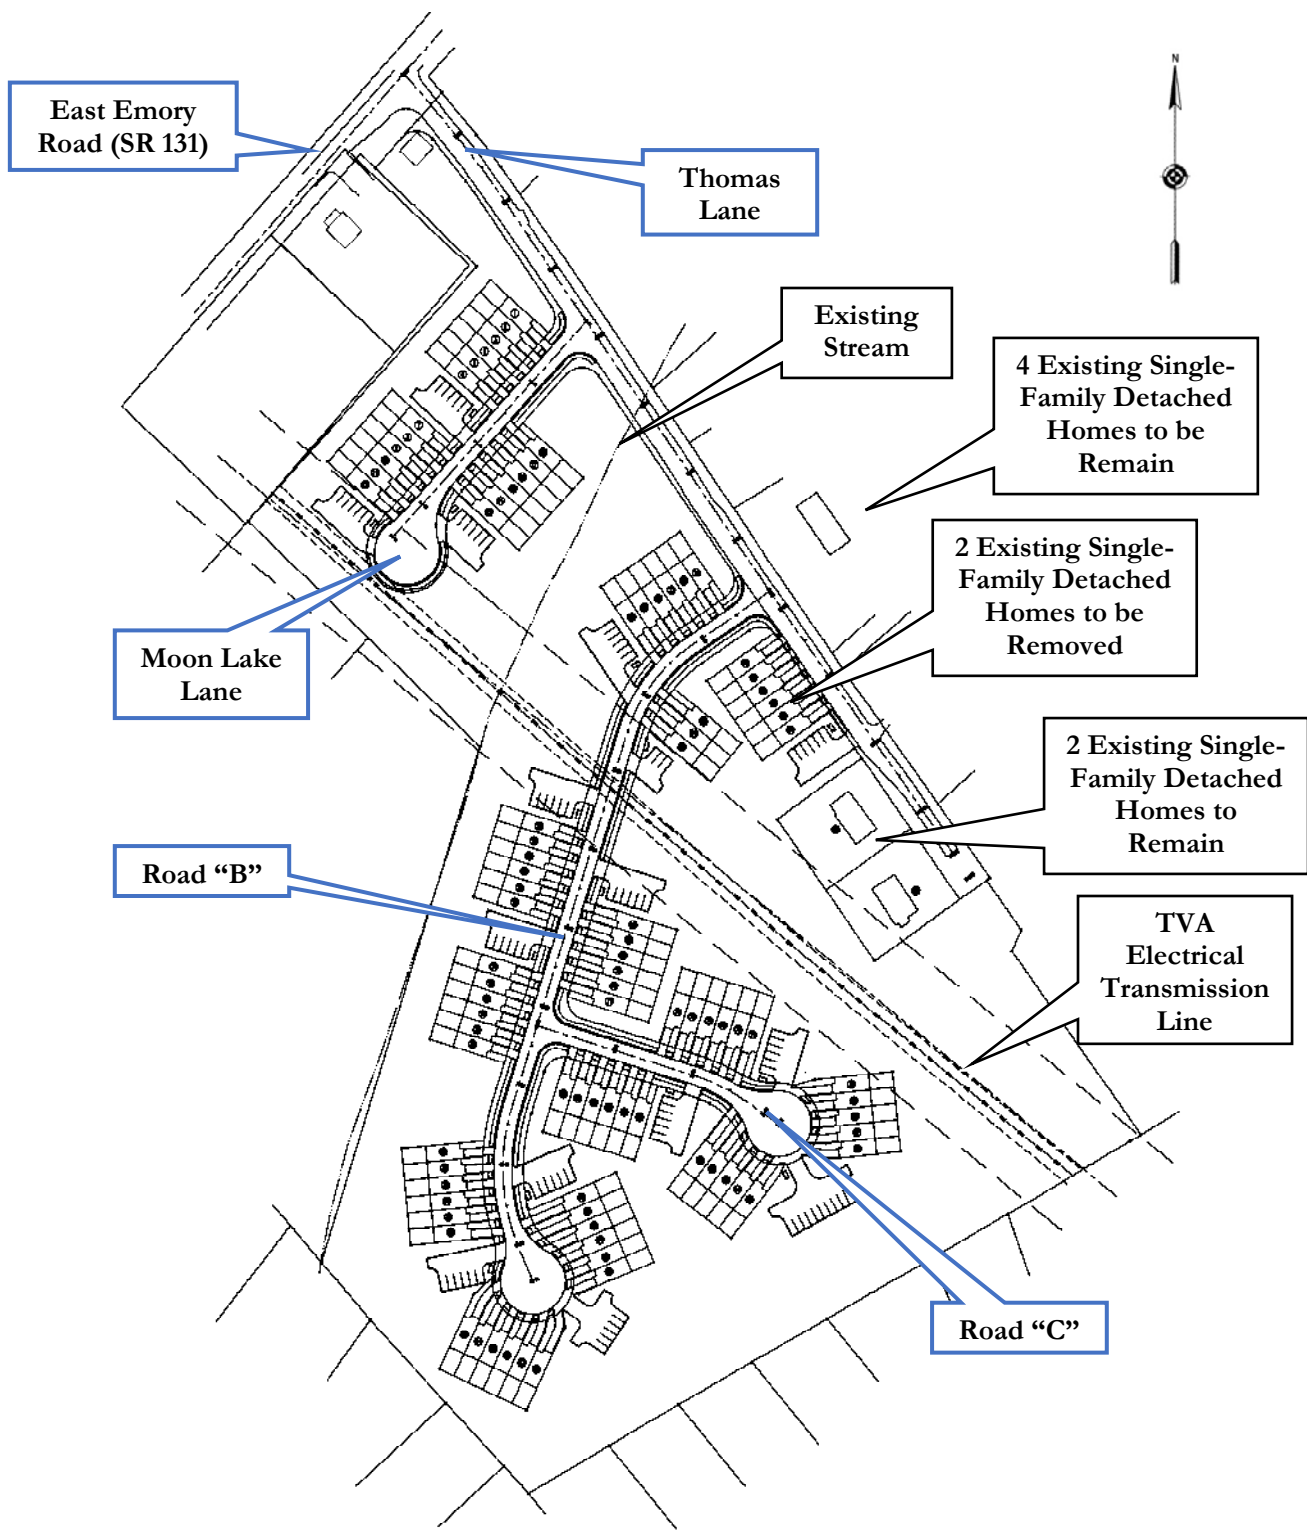 N
East Emory
Road (SR 131)
Thomas
Lane
Existing
Stream
4 Existing Single-
Family Detached
Homes to be
Remain
2 Existing Single-
Family Detached
Homes to be
Removed
Moon Lake
Lane
2 Existing Single-
Family Detached
Homes to
Remain
Road “B”
TVA
Electrical
Transmission
Line
Road “C”